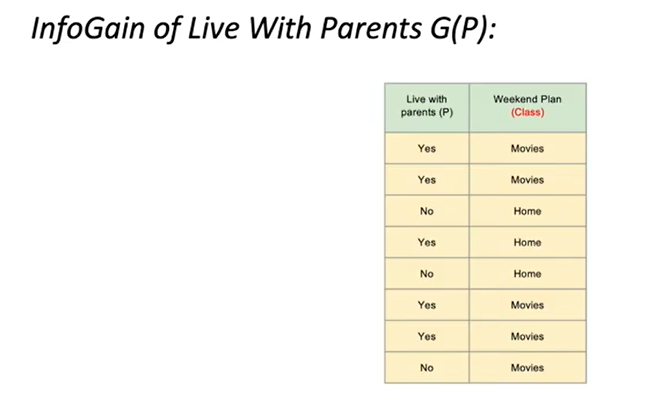 InfoGain of Live With Parents G(P):
Live with parents (P) Weekend Plan (Class)
Yes Movies
Yes Movies
No Home
Yes Home
No Home
Yes Movies
Yes Movies
No Movies